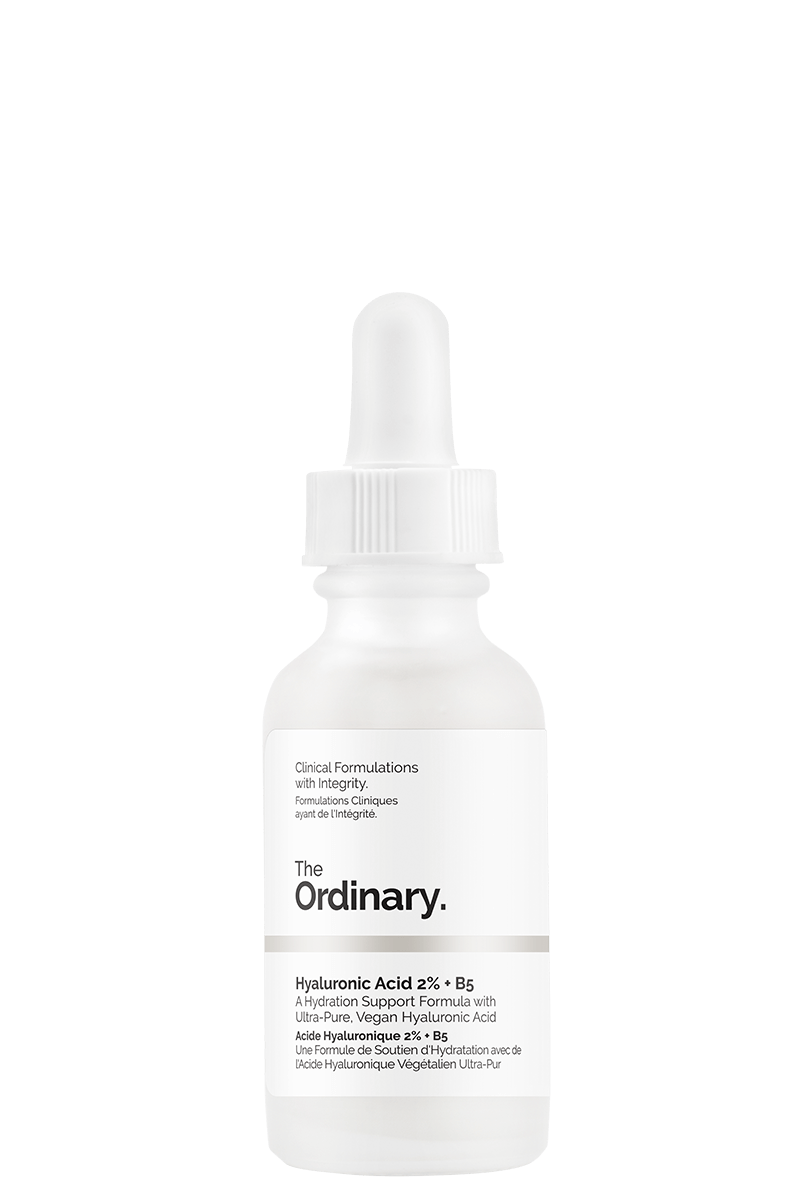 Clinical Formulations
with Integrity.
Formulations Cliniques
ayant de l'Intégrité.
The
Ordinary.
Hyaluronic Acid 2% + B5
A Hydration Support Formula with
Ultra-Pure, Vegan Hyaluronic Acid
Acide Hyaluronique 2% + B5
Une Formule de Soutien d'Hydratation avec de
l'Acide Hyaluronique Végétalien Ultra-Pur